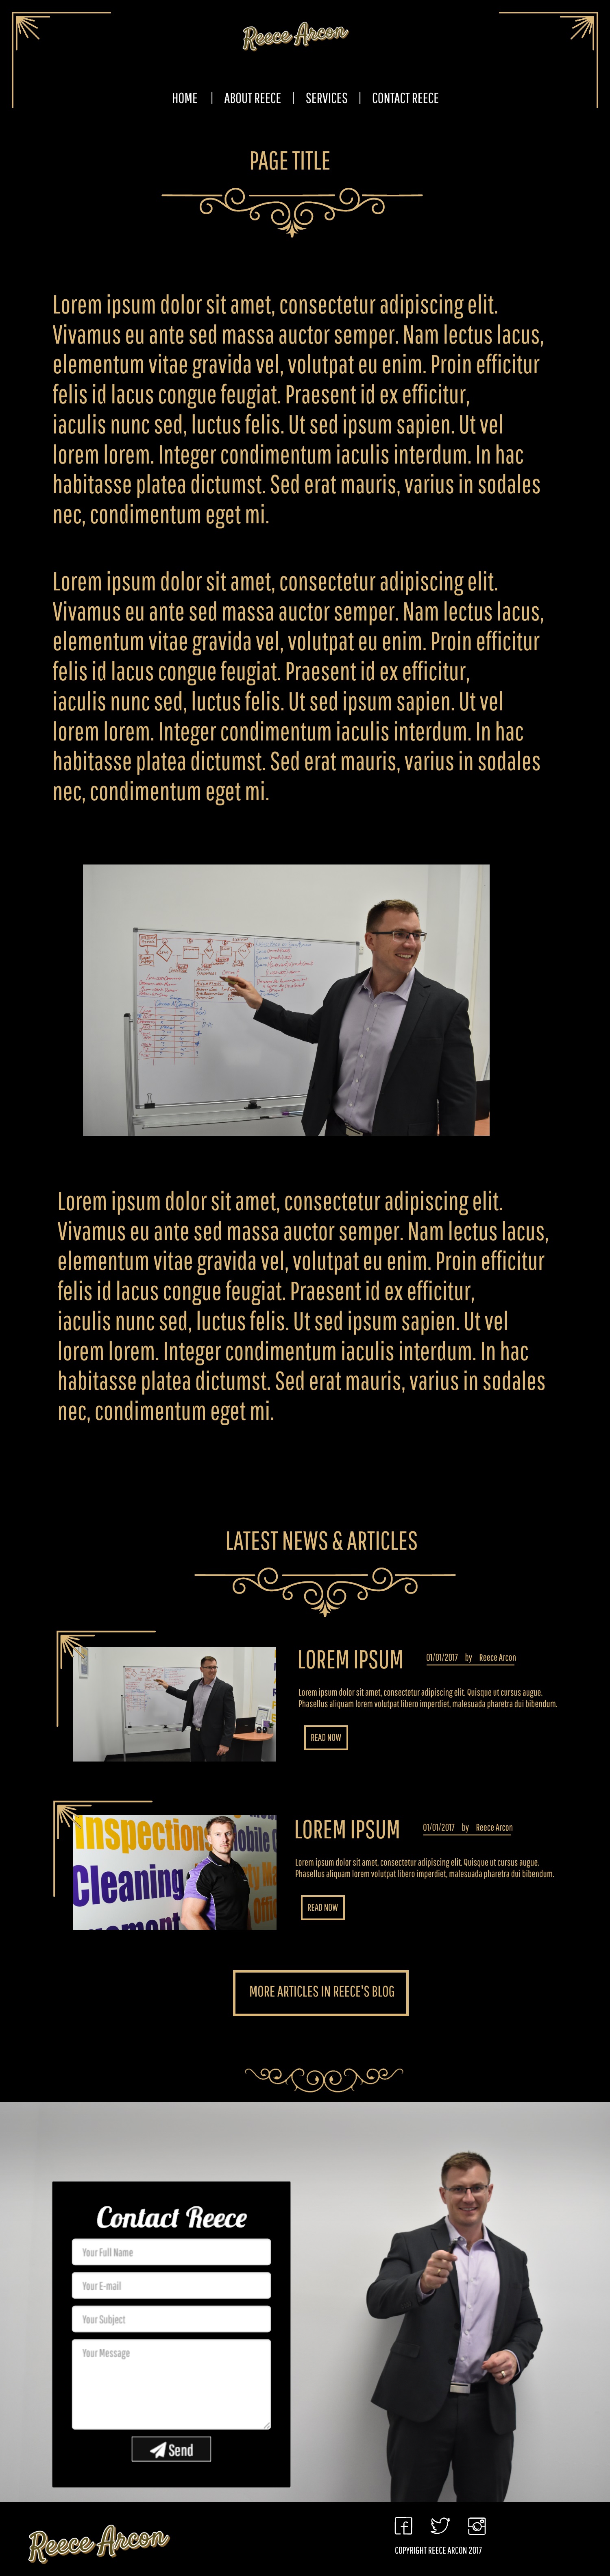 Reece Arcon
HOME | ABOUT REECE | SERVICES | CONTACT REECE
PAGE TITLE
Lorem ipsum dolor sit amet, consectetur adipiscing elit.
Vivamus eu ante sed massa auctor semper. Nam lectus lacus,
elementum vitae gravida vel, volutpat eu enim. Proin efficitur
felis id lacus congue feugiat. Praesent id ex efficitur,
iaculis nunc sed, luctus felis. Ut sed ipsum sapien. Ut vel
lorem lorem. Integer condimentum iaculis interdum. In hac
habitasse platea dictumst. Sed erat mauris, varius in sodales
nec, condimentum eget mi.
Lorem ipsum dolor sit amet, consectetur adipiscing elit.
Vivamus eu ante sed massa auctor semper. Nam lectus lacus,
elementum vitae gravida vel, volutpat eu enim. Proin efficitur
felis id lacus congue feugiat. Praesent id ex efficitur,
iaculis nunc sed, luctus felis. Ut sed ipsum sapien. Ut vel
lorem lorem. Integer condimentum iaculis interdum. In hac
habitasse platea dictumst. Sed erat mauris, varius in sodales
nec, condimentum eget mi.
Lorem ipsum dolor sit amet, consectetur adipiscing elit.
Vivamus eu ante sed massa auctor semper. Nam lectus lacus,
elementum vitae gravida vel, volutpat eu enim. Proin efficitur
felis id lacus congue feugiat. Praesent id ex efficitur,
iaculis nunc sed, luctus felis. Ut sed ipsum sapien. Ut vel
lorem lorem. Integer condimentum iaculis interdum. In hac
habitasse platea dictumst. Sed erat mauris, varius in sodales
nec, condimentum eget mi.
LATEST NEWS & ARTICLES
LOREM IPSUM 01/01/2017 by Reece Arcon
Lorem ipsum dolor sit amet, consectetur adipiscing elit. Quisque ut cursus augue.
Phasellus aliquam lorem volutpat libero imperdiet, malesuada pharetra dui bibendum.
READ NOW
Inspection
Mobile
Cleaning
LOREM IPSUM 01/01/2017 by Reece Arcon
Lorem ipsum dolor sit amet, consectetur adipiscing elit. Quisque ut cursus augue.
Phasellus aliquam lorem volutpat libero imperdiet, malesuada pharetra dui bibendum.
READ NOW
MORE ARTICLES IN REECE'S BLOG
Contact Reece
Your Full Name
Your E-mail
Your Subject
Your Message
Send
Reece Arcon
COPYRIGHT REECE ARCON 2017